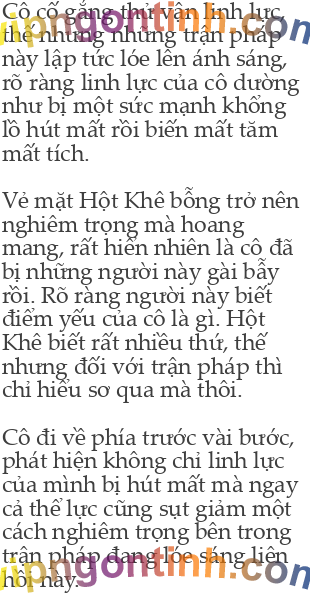 Cô cố gắng thử vận linh lực,
thế nhưng những trận pháp
này lập tức lóe lên ánh sáng,
rõ ràng linh lực của cô dường
như bị một sức mạnh khổng
lồ hút mất rồi biến mất tăm
mất tích.
Vẻ mặt Hột Khê bỗng trở nên
nghiêm trọng mà hoang
mang, rất hiển nhiên là cô đã
bị những người này gài bẫy
rồi. Rõ ràng người này biết
điểm yếu của cô là gì. Hột
Khê biết rất nhiều thứ, thế
nhưng đối với trận pháp thì
chỉ hiểu sơ qua mà thôi.
Cô đi về phía trước vài bước,
phát hiện không chỉ linh lực
của mình bị hút mất mà ngay
cả thể lực cũng sụt giảm một
cách nghiêm trọng bên trong
trận pháp đang lóe sáng liên
hồi này.
vipngontinh.com
vipngontinh.com